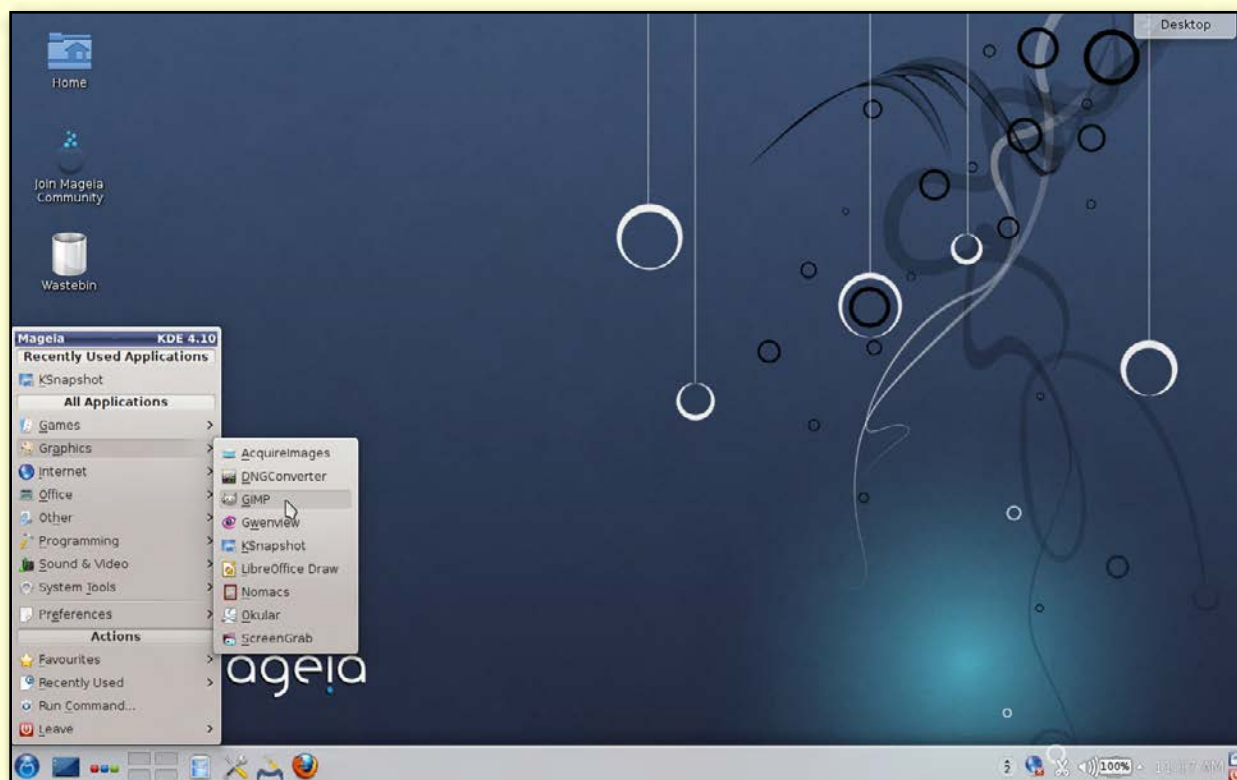 Desktop
Home
Join Mageia
Community
Wastebin
Mageia KDE 4.10
Recently Used Applications
KSnapshot
All Applications
Games
Graphics
Internet
Office
Other
Programming
Sound & Video
System Tools
Preferences
Actions
Favourites
Recently Used
Run Command...
Leave
AcquireImages
DNGConverter
GIMP
Gwenview
KSnapshot
LibreOffice Draw
Nomacs
Okular
ScreenGrab
ageia
2
100%
AM